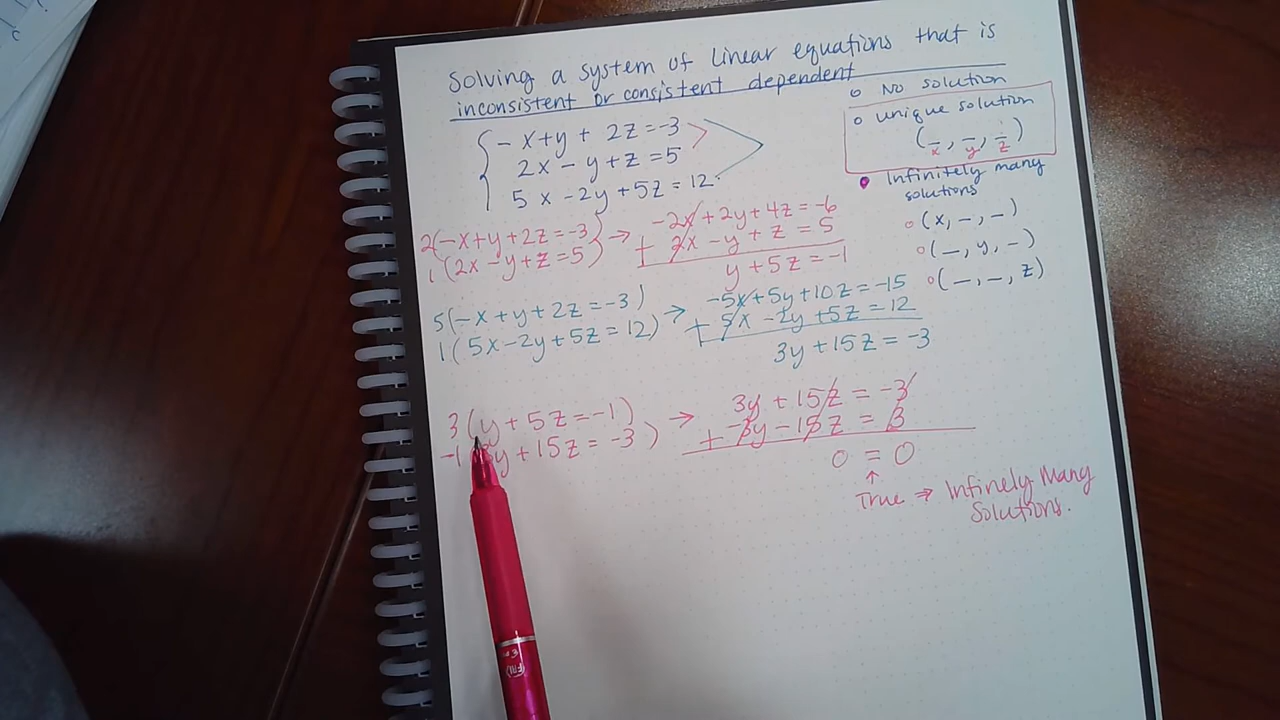 Solving a system of linear equations that is
inconsistent or consistent dependent
No solution
unique solution
(_, _, _)
x y z
Infinitely many
solutions
(x, _, _)
(_, y, _)
(_, _, z)
-x+y+ 2z=-3
2x-y+z=5
5x-2y+5z=12
2(-x+y+2z=-3) → -2x+2y+4z=-6
1(2x-y+z=5) + 2x-y+z=5
y+5z=-1
5(-x+y+2z=-3) → -5x+5y+10z=-15
1(5x-2y+5z=12) + 5x-2y+5z=12
3y+15z=-3
3(y+5z=-1) → 3y+15z=-3
-1(3y+15z=-3) + -3y-15z=3
0=0
↑
True ⇒ Infinely Many
Solutions.